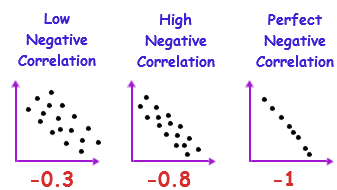 Low
Negative
Correlation
High
Negative
Correlation
Perfect
Negative
Correlation
-0.3
-0.8
-1